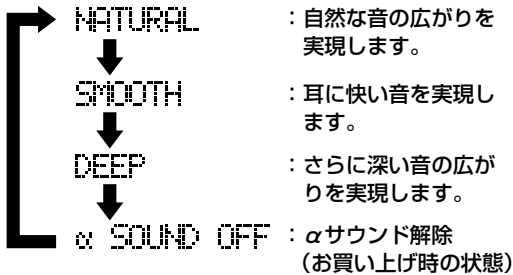 NATURAL ：自然な音の広がりを
実現します。
SMOOTH ：耳に快い音を実現し
ます。
DEEP ：さらに深い音の広が
りを実現します。
α SOUND OFF ：αサウンド解除
（お買い上げ時の状態）